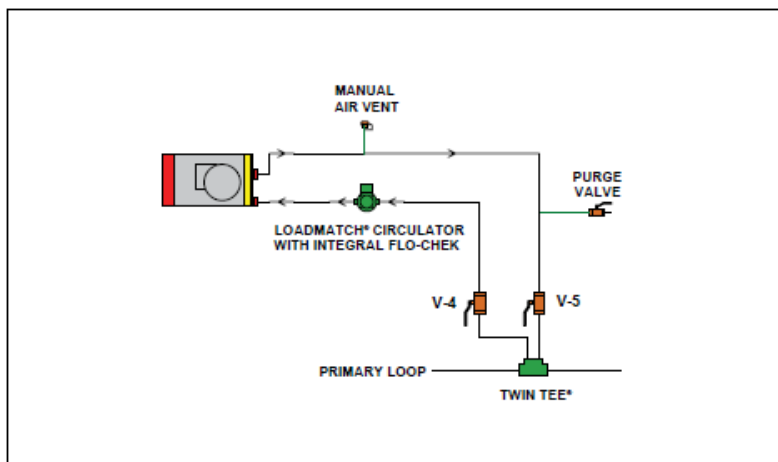 MANUAL
AIR VENT
PURGE
VALVE
LOADMATCH® CIRCULATOR
WITH INTEGRAL FLO-CHEK
V-4
V-5
PRIMARY LOOP
TWIN TEE®